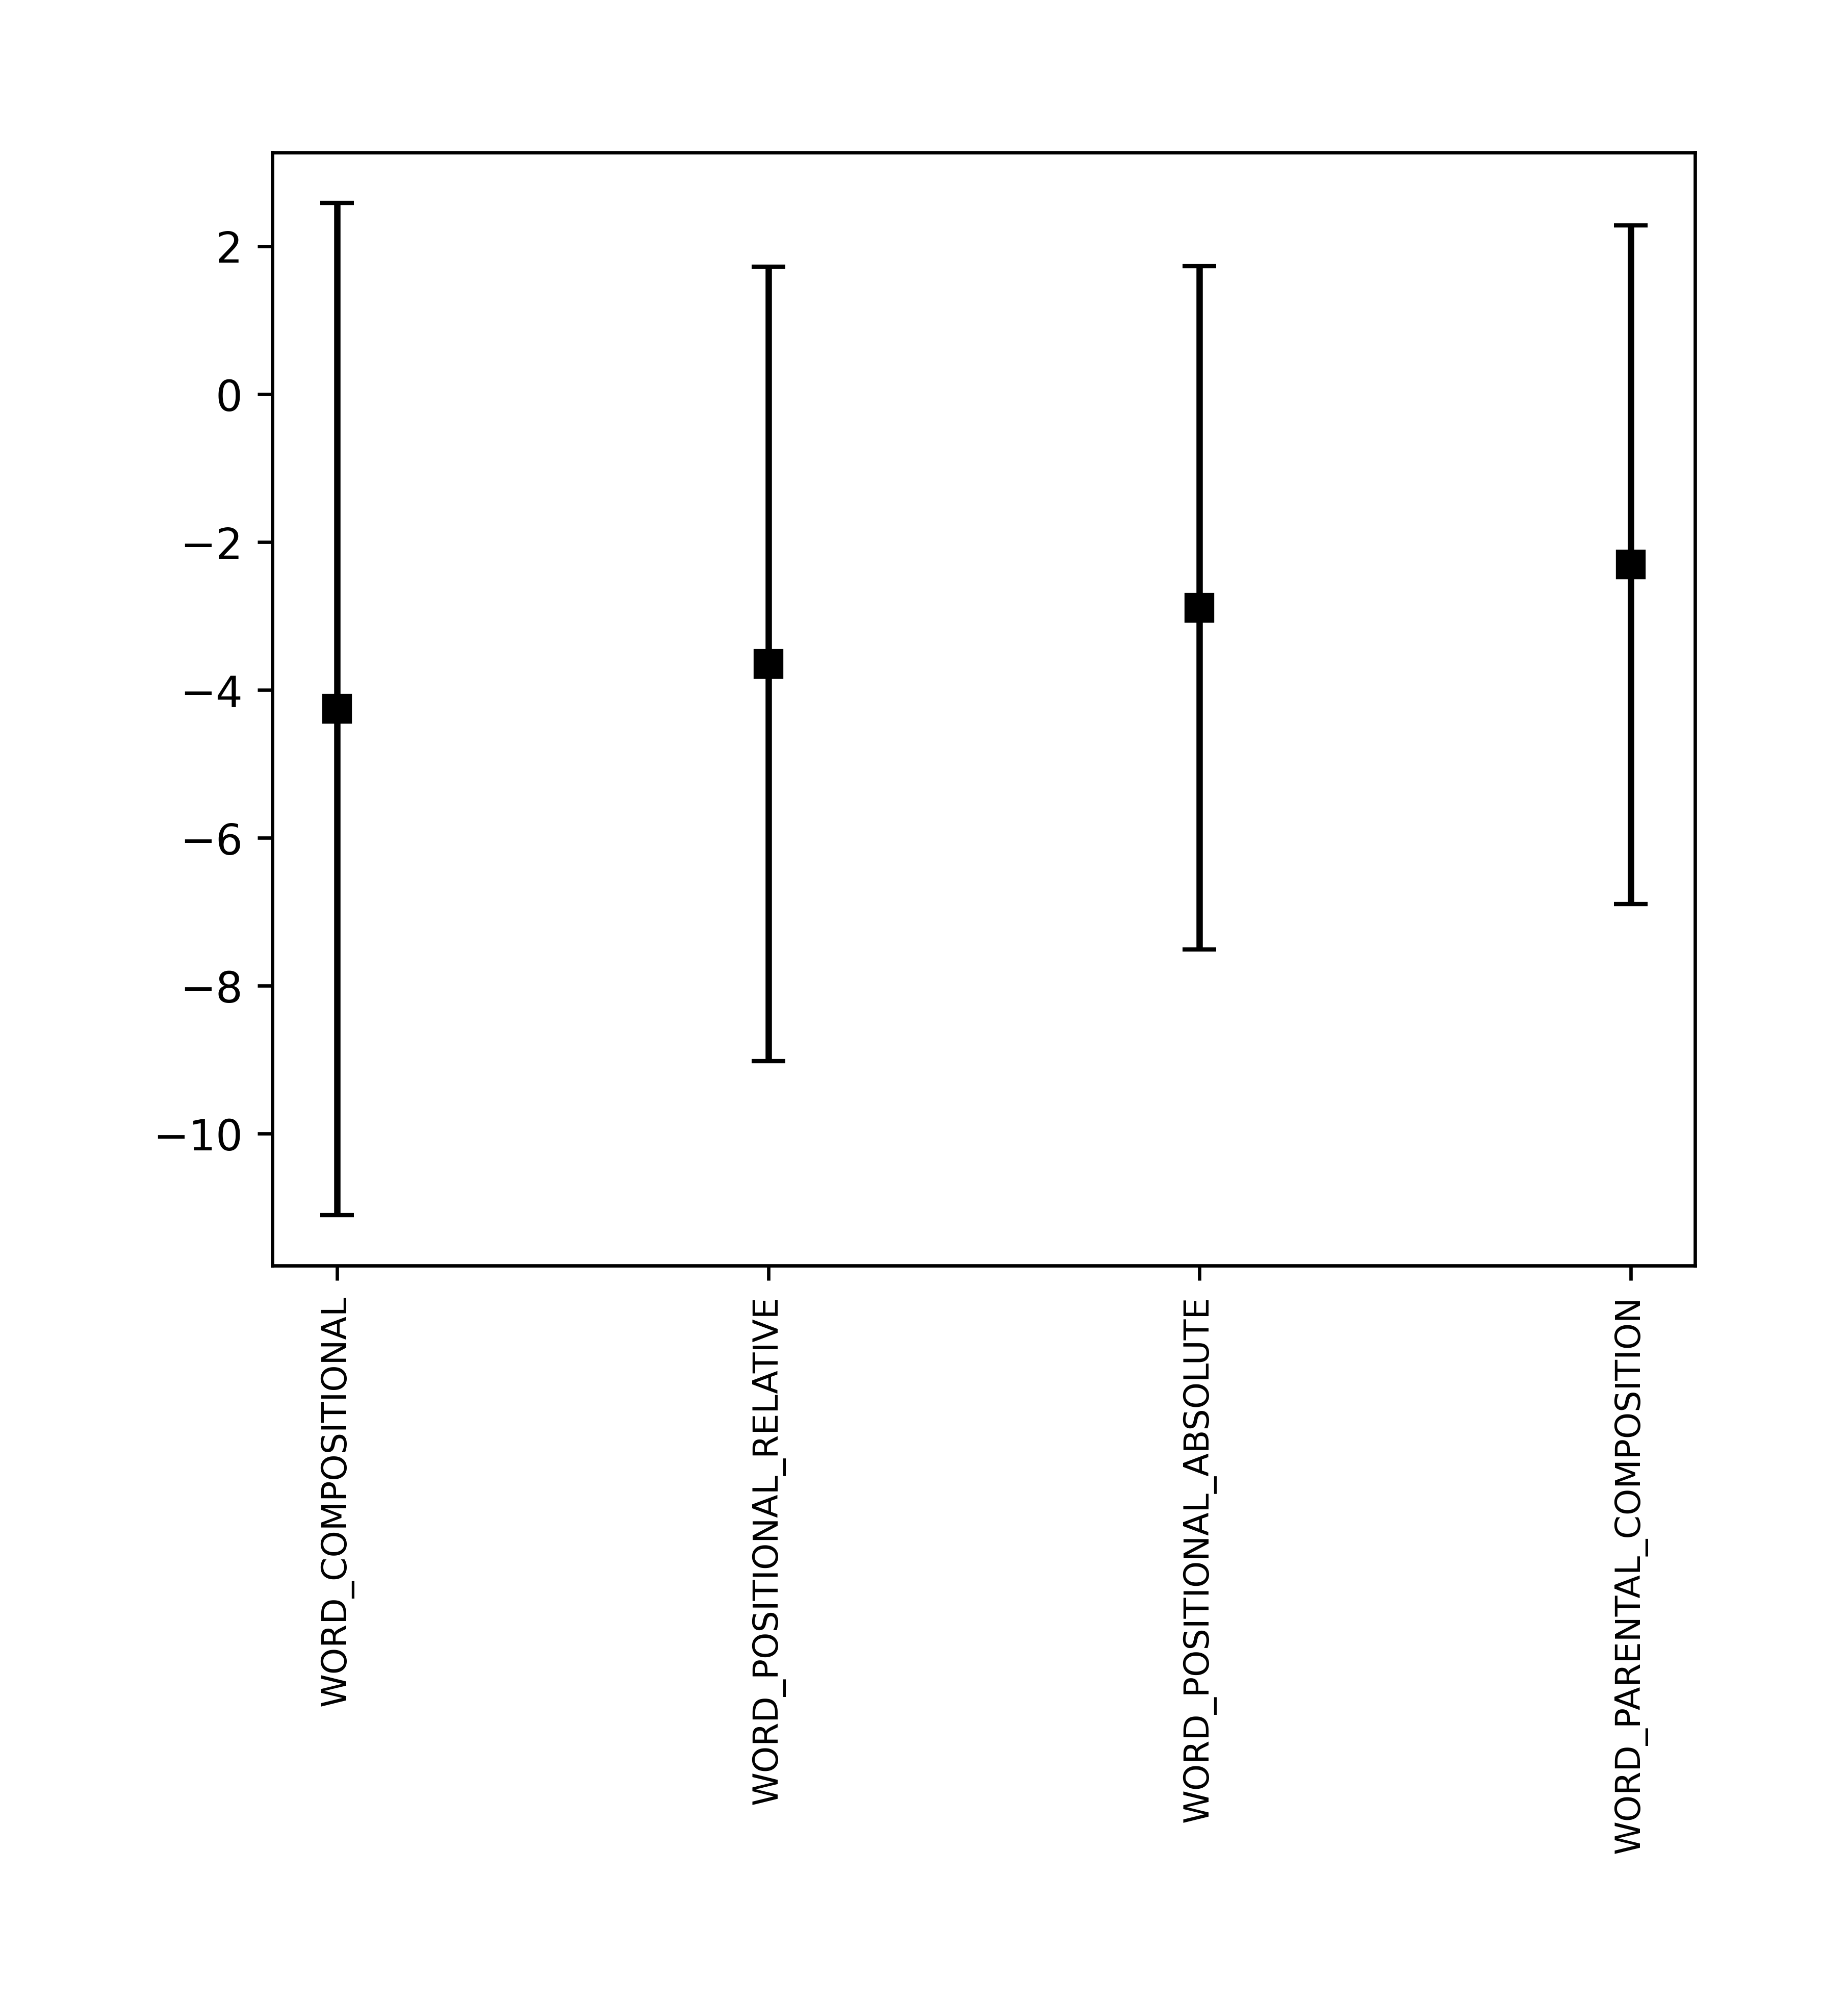 2
0
−2
−4
−6
−8
−10
WORD_COMPOSITIONAL
WORD_POSITIONAL_RELATIVE
WORD_POSITIONAL_ABSOLUTE
WORD_PARENTAL_COMPOSITION